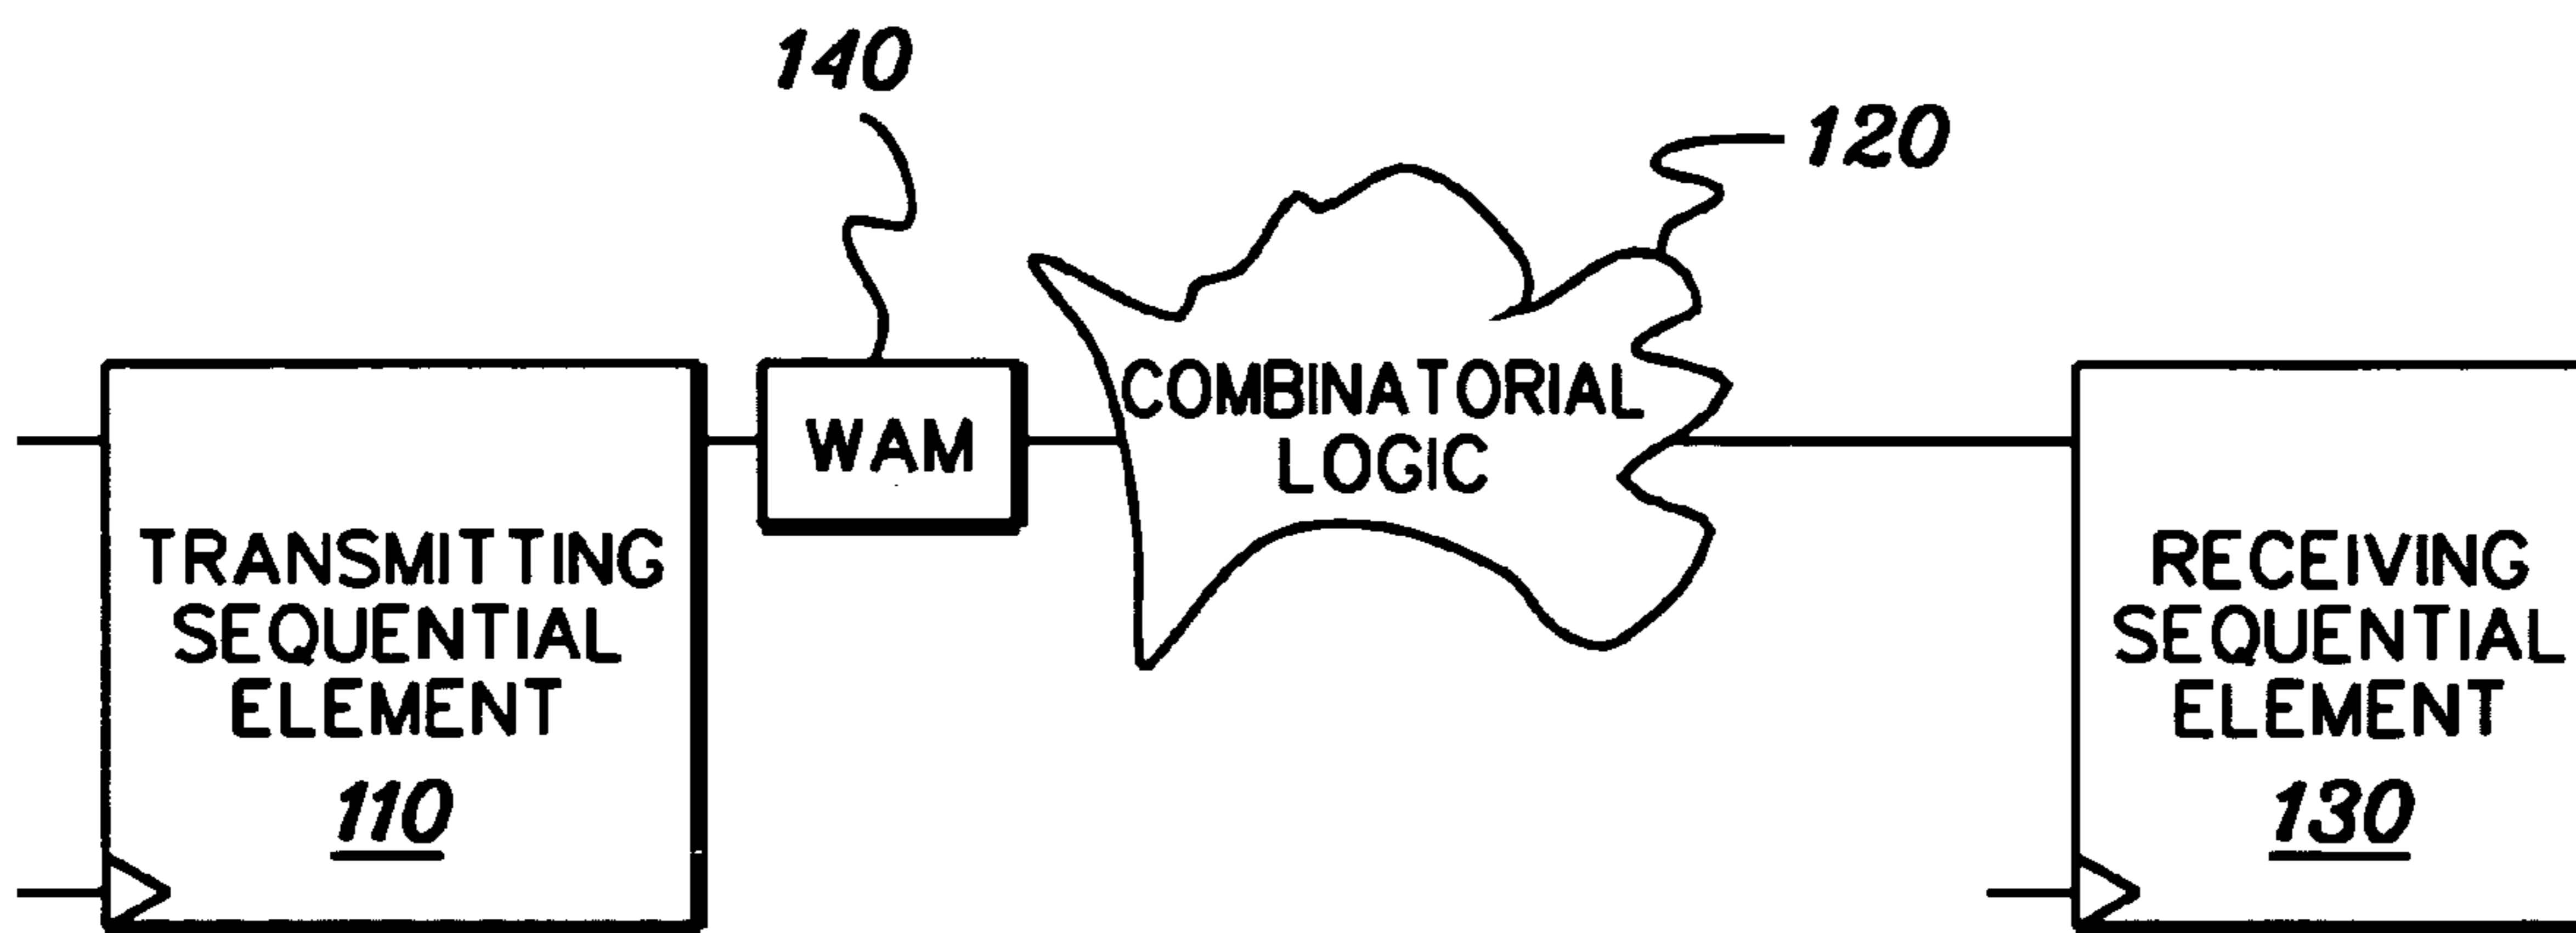 140
120
WAM
COMBINATORIAL
LOGIC
TRANSMITTING
SEQUENTIAL
ELEMENT
110
RECEIVING
SEQUENTIAL
ELEMENT
130